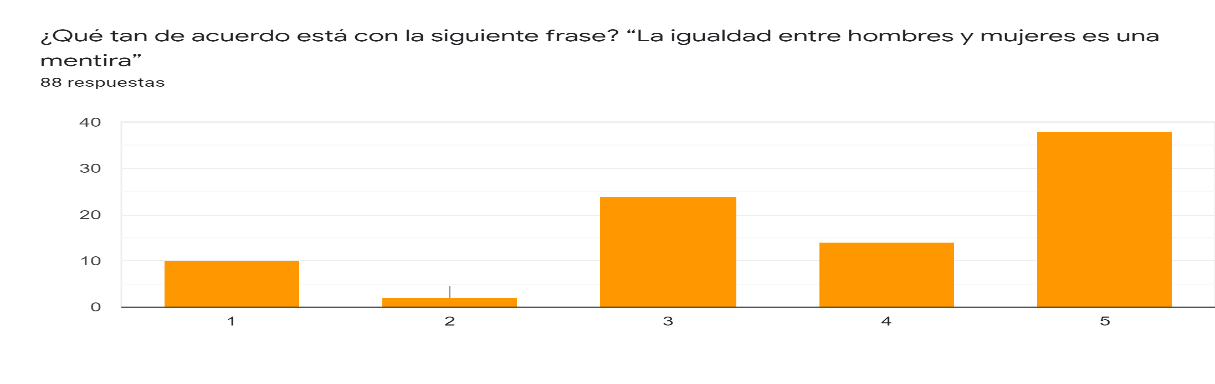 ¿Qué tan de acuerdo está con la siguiente frase? “La igualdad entre hombres y mujeres es una
mentira”
88 respuestas
40
30
20
10
0
1 2 3 4 5